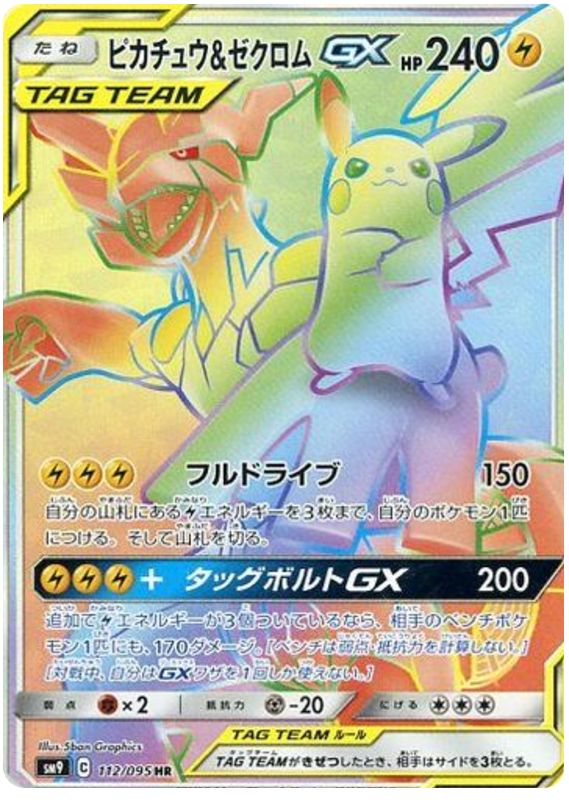 たね ピカチュウ&ゼクロムGX HP240
TAG TEAM
フルドライブ 150
自分の山札にあるエネルギーを3枚まで、自分のポケモン1匹
につける。そして山札を切る。
+ タッグボルトGX 200
追加でエネルギーが3個ついているなら、相手のベンチポケ
モン1匹にも、170ダメージ。[ベンチは弱点・抵抗力を計算しない。]
[対戦中、自分はGXワザを1回しか使えない。]
弱点 ×2 抵抗力 -20 にげる
Illus. 5ban Graphics
TAG TEAM ルール
SM9 C 112/095 HR
TAG TEAMがきぜつしたとき、相手はサイドを3枚とる。